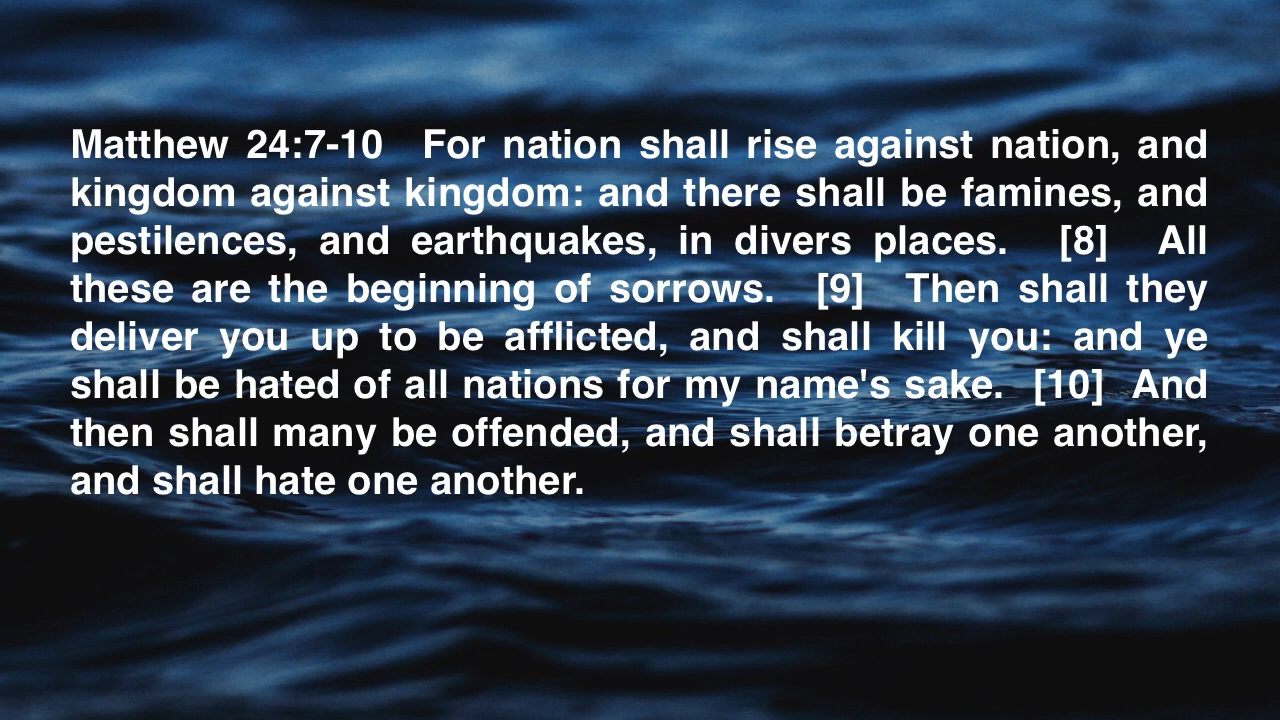 Matthew 24:7-10 For nation shall rise against nation, and
kingdom against kingdom: and there shall be famines, and
pestilences, and earthquakes, in divers places. [8] All
these are the beginning of sorrows. [9] Then shall they
deliver you up to be afflicted, and shall kill you: and ye
shall be hated of all nations for my name's sake. [10] And
then shall many be offended, and shall betray one another,
and shall hate one another.